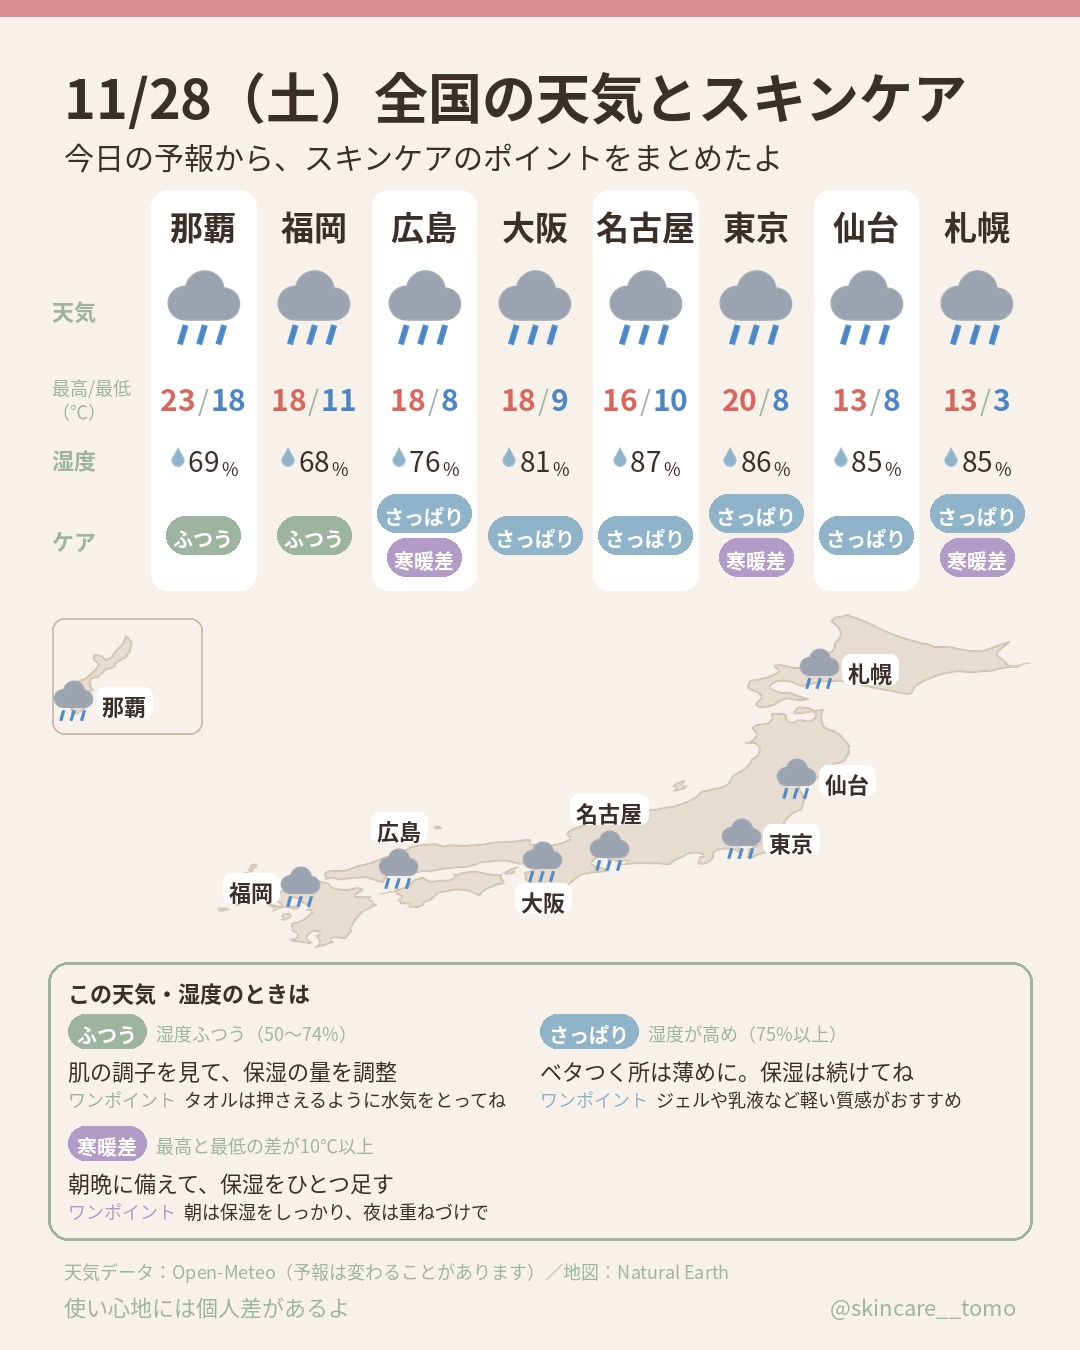 11/28（土）全国の天気とスキンケア
今日の予報から、スキンケアのポイントをまとめたよ
那覇 福岡 広島 大阪 名古屋 東京 仙台 札幌
天気
最高/最低
（℃）
23/18 18/11 18/8 18/9 16/10 20/8 13/8 13/3
湿度 69% 68% 76% 81% 87% 86% 85% 85%
ケア ふつう ふつう さっぱり 寒暖差 さっぱり さっぱり さっぱり 寒暖差 さっぱり さっぱり 寒暖差
札幌
那覇
仙台
名古屋
広島
東京
福岡
大阪
この天気・湿度のときは
ふつう 湿度ふつう（50〜74%）
肌の調子を見て、保湿の量を調整
ワンポイント タオルは押さえるように水気をとってね
さっぱり 湿度が高め（75%以上）
ベタつく所は薄めに。保湿は続けてね
ワンポイント ジェルや乳液など軽い質感がおすすめ
寒暖差 最高と最低の差が10℃以上
朝晩に備えて、保湿をひとつ足す
ワンポイント 朝は保湿をしっかり、夜は重ねづけで
天気データ：Open-Meteo（予報は変わることがあります）／地図：Natural Earth
使い心地には個人差があるよ
@skincare__tomo